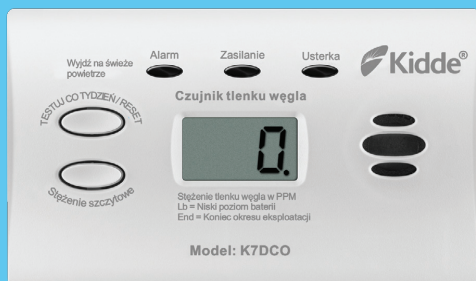 Wyjdź na świeże
powietrze
Alarm
Zasilanie
Usterka
Kidde®
TESTUJ CO TYDZIEŃ / RESET
Czujnik tlenku węgla
0.
Stężenie szczytowe
Stężenie tlenku węgla w PPM
Lb = Niski poziom baterii
End = Koniec okresu eksploatacji
Model: K7DCO